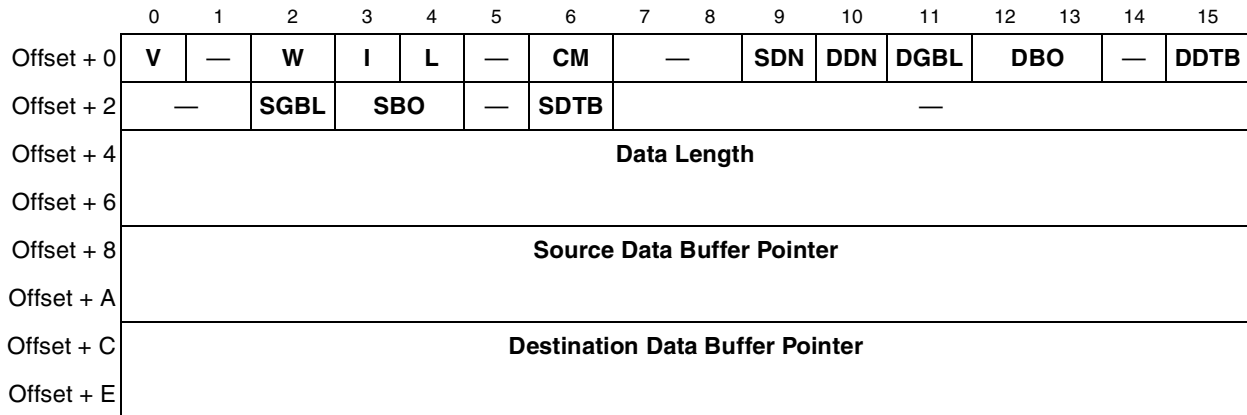 0 1 2 3 4 5 6 7 8 9 10 11 12 13 14 15
Offset + 0 V — W I L — CM — SDN DDN DGBL DBO — DDTB
Offset + 2 — SGBL SBO — SDTB —
Offset + 4 Data Length
Offset + 6
Offset + 8 Source Data Buffer Pointer
Offset + A
Offset + C Destination Data Buffer Pointer
Offset + E